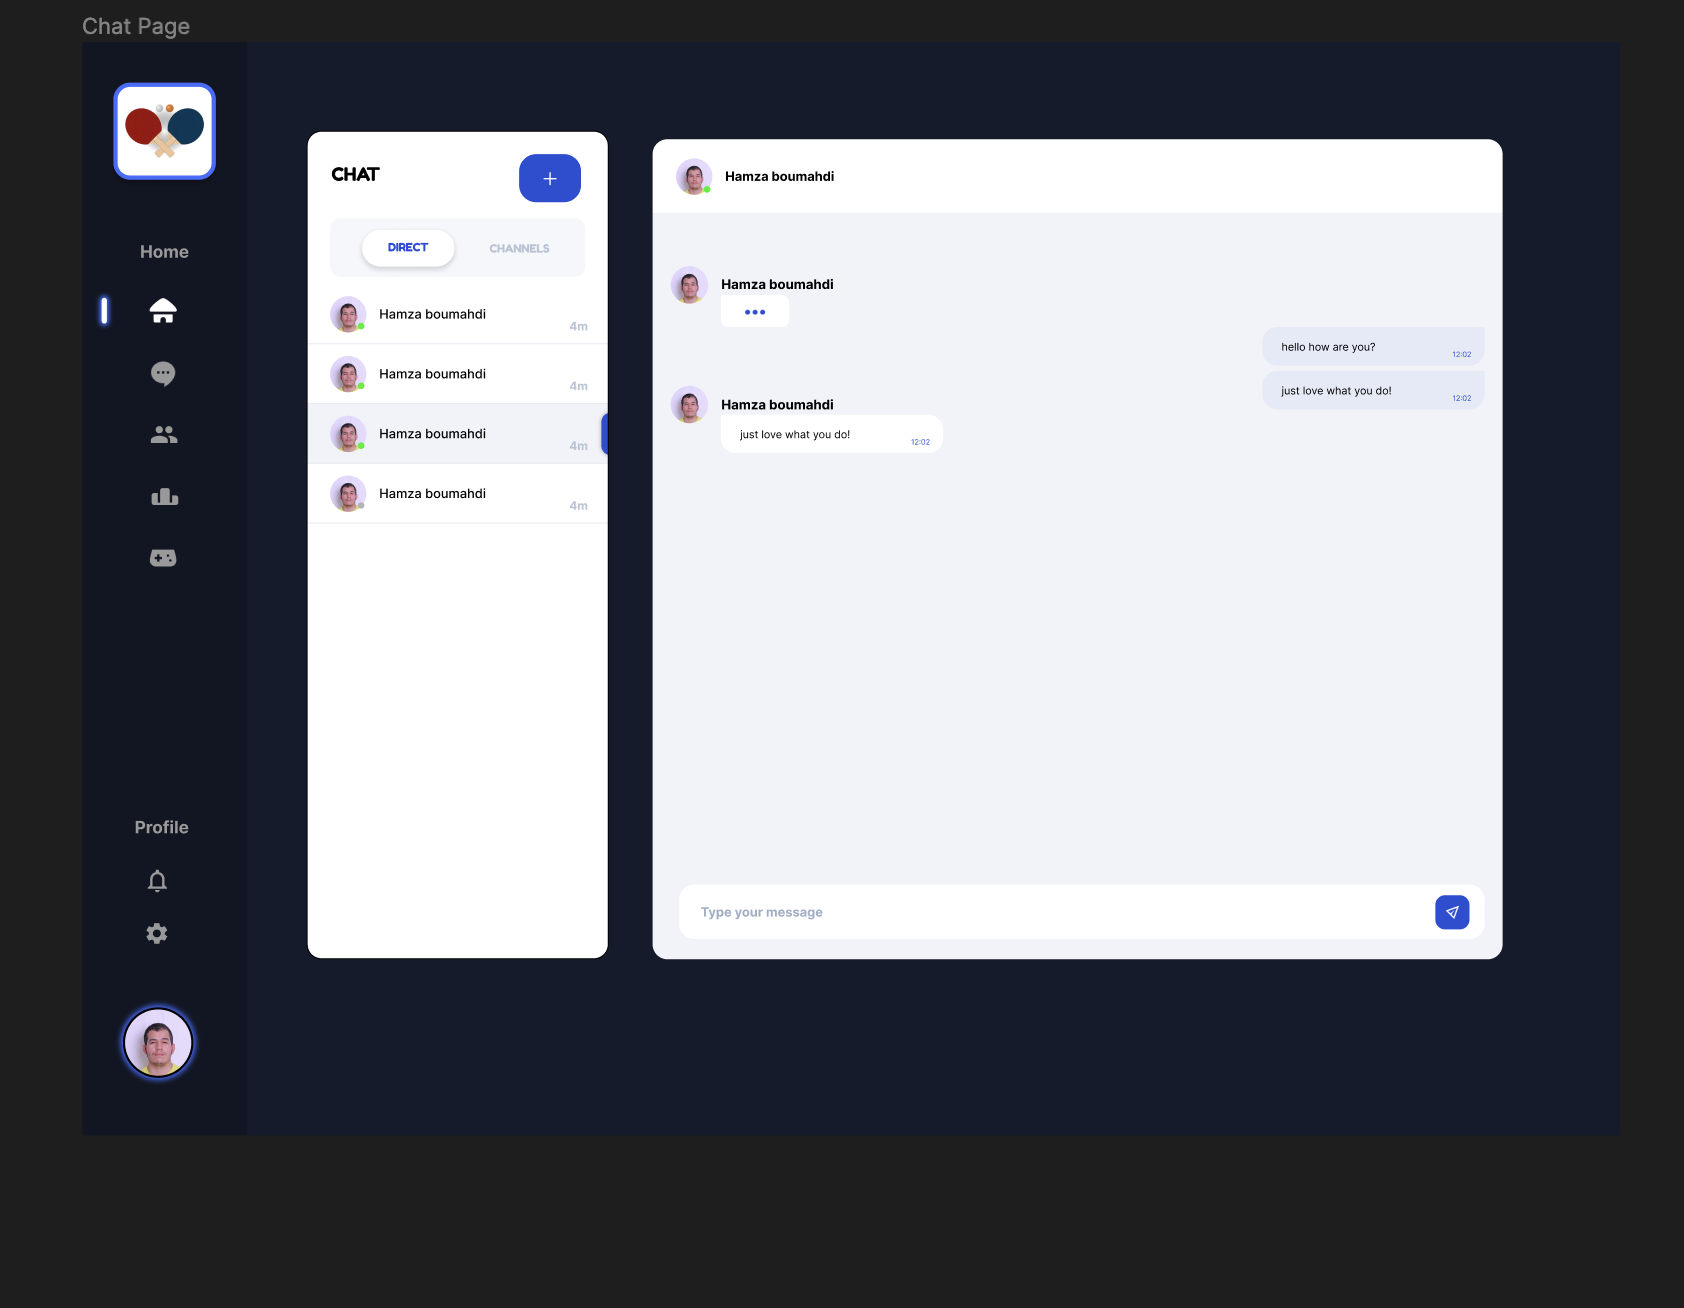 Chat Page
Home
Profile
CHAT
+
DIRECT
CHANNELS
Hamza boumahdi
4m
Hamza boumahdi
4m
Hamza boumahdi
4m
Hamza boumahdi
4m
Hamza boumahdi
Hamza boumahdi
hello how are you?
12:02
just love what you do!
12:02
Hamza boumahdi
just love what you do!
12:02
Type your message